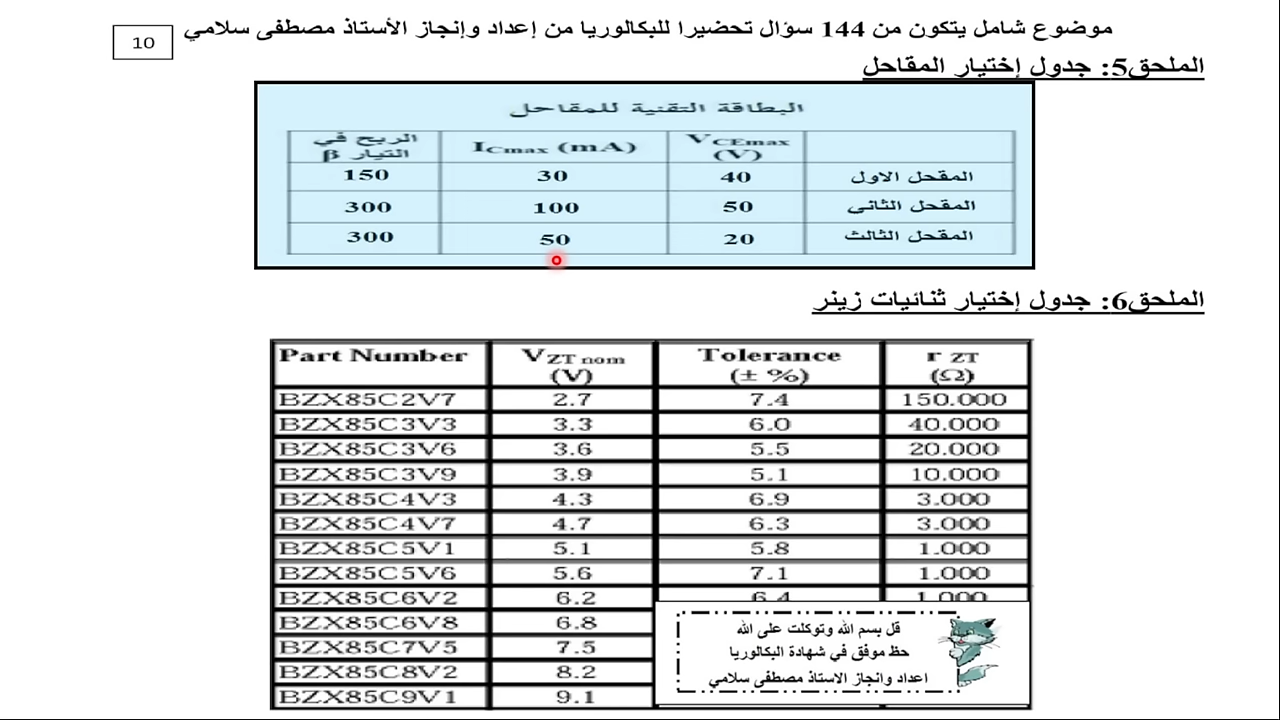 موضوع شامل يتكون من 144 سؤال تحضيرا للبكالوريا من إعداد وإنجاز الأستاذ مصطفى سلامي
10
الملحق5: جدول إختيار المقاحل
البطاقة التقنية للمقاحل
VCEmax (V) ICmax (mA) الربح في التيار β
المقحل الاول 40 30 150
المقحل الثاني 50 100 300
المقحل الثالث 20 50 300
الملحق6: جدول إختيار ثنائيات زينر
Part Number VZT nom (V) Tolerance (± %) r ZT (Ω)
BZX85C2V7 2.7 7.4 150.000
BZX85C3V3 3.3 6.0 40.000
BZX85C3V6 3.6 5.5 20.000
BZX85C3V9 3.9 5.1 10.000
BZX85C4V3 4.3 6.9 3.000
BZX85C4V7 4.7 6.3 3.000
BZX85C5V1 5.1 5.8 1.000
BZX85C5V6 5.6 7.1 1.000
BZX85C6V2 6.2 6.4 1.000
BZX85C6V8 6.8
BZX85C7V5 7.5
BZX85C8V2 8.2
BZX85C9V1 9.1
قل بسم الله وتوكلت على الله
حظ موفق في شهادة البكالوريا
اعداد وانجاز الاستاذ مصطفى سلامي